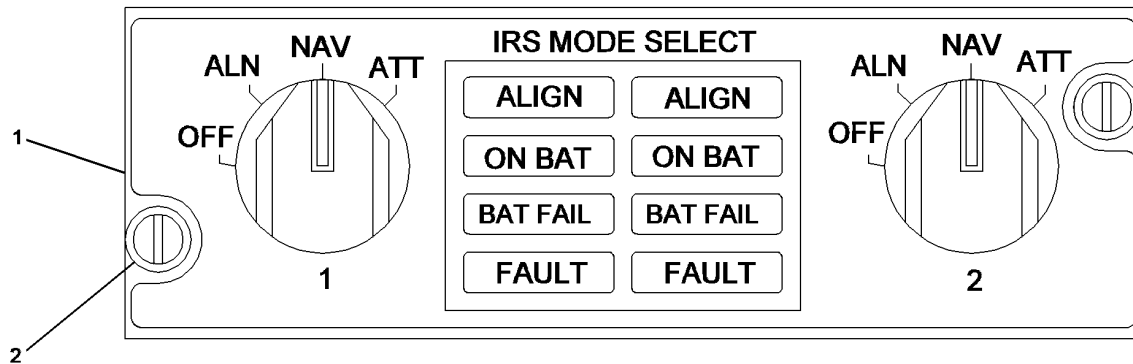 IRS MODE SELECT
NAV NAV
ALN ATT ALN ATT
ALIGN ALIGN
OFF ON BAT ON BAT OFF
1
BAT FAIL BAT FAIL
FAULT FAULT
1 2
2